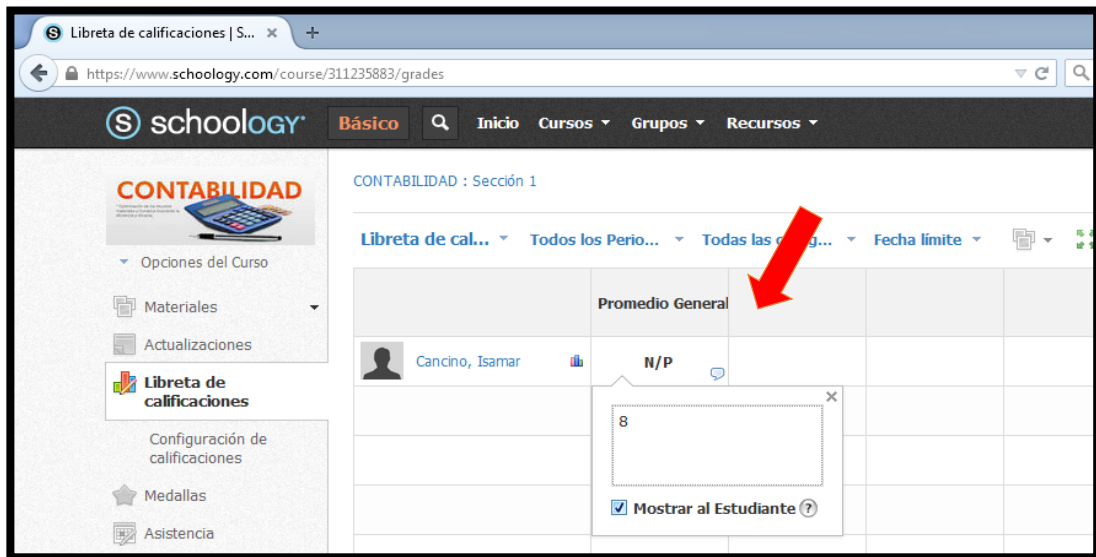 Libreta de calificaciones | S... × +
https://www.schoology.com/course/311235883/grades
S schoology Básico Inicio Cursos Grupos Recursos
CONTABILIDAD
CONTABILIDAD : Sección 1
Libreta de cal... Todos los Perio... Todas las Fecha límite
Opciones del Curso
Materiales
Actualizaciones
Libreta de
calificaciones
Configuración de
calificaciones
Medallas
Asistencia
Promedio General
Cancino, Isamar N/P
8
Mostrar al Estudiante ?